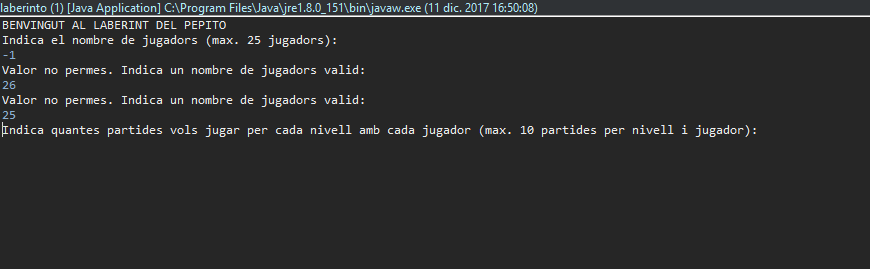 laberinto (1) [Java Application] C:\Program Files\Java\jre1.8.0_151\bin\javaw.exe (11 dic. 2017 16:50:08)
BENVINGUT AL LABERINT DEL PEPITO
Indica el nombre de jugadors (max. 25 jugadors):
-1
Valor no permes. Indica un nombre de jugadors valid:
26
Valor no permes. Indica un nombre de jugadors valid:
25
Indica quantes partides vols jugar per cada nivell amb cada jugador (max. 10 partides per nivell i jugador):